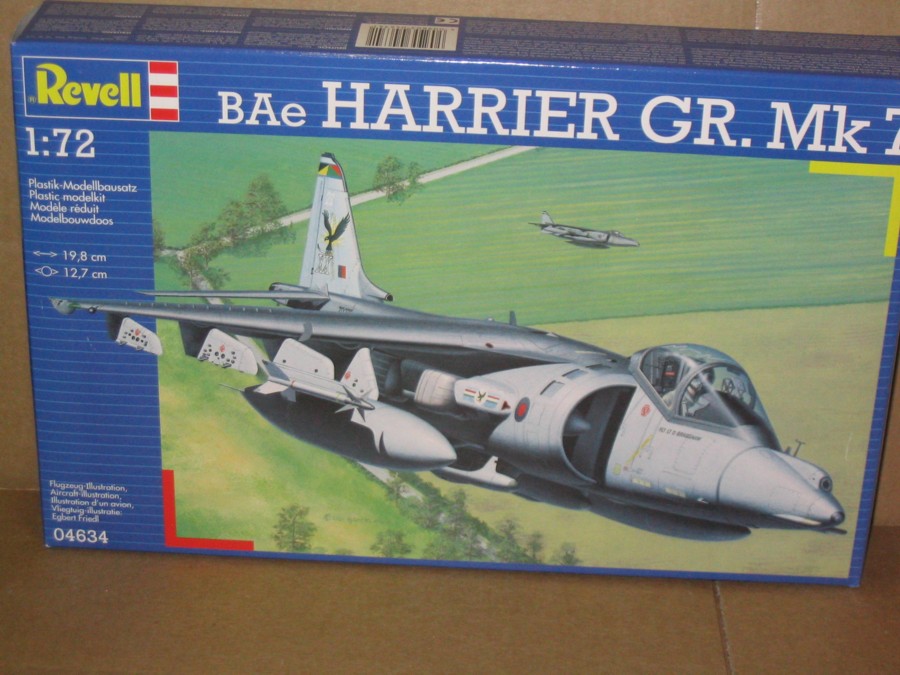 Revell
BAe HARRIER GR. Mk 7
1:72
Plastik-Modellbausatz
Plastic modelkit
Modèle réduit
Modelbouwdoos
19,8 cm
12,7 cm
Flugzeug-Illustration,
Aircraft-illustration,
Illustration d'un avion,
Vliegtuig-illustratie:
Egbert Friedl
04634